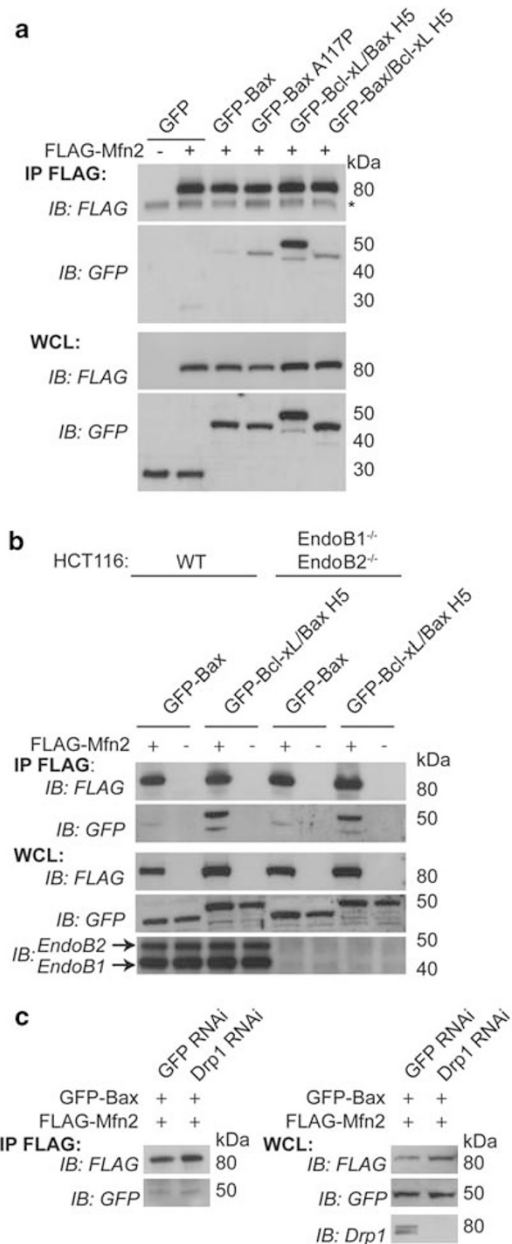 a
GFP
GFP-Bax
GFP-Bax A117P
GFP-Bcl-xL/Bax H5
GFP-Bax/Bcl-xL H5
FLAG-Mfn2 - + + + + +
kDa
IP FLAG:
IB: FLAG
80
*
IB: GFP
50
40
30
WCL:
IB: FLAG
80
IB: GFP
50
40
30
b
HCT116: WT
EndoB1-/-
EndoB2-/-
GFP-Bax
GFP-Bcl-xL/Bax H5
GFP-Bax
GFP-Bcl-xL/Bax H5
FLAG-Mfn2 + - + - + - + -
kDa
IP FLAG:
IB: FLAG
80
IB: GFP
50
WCL:
IB: FLAG
80
IB: GFP
50
IB: EndoB2
EndoB1
50
40
c
GFP RNAi
Drp1 RNAi
GFP-Bax + +
FLAG-Mfn2 + +
IP FLAG:
kDa
IB: FLAG
80
IB: GFP
50
GFP RNAi
Drp1 RNAi
GFP-Bax + +
FLAG-Mfn2 + +
WCL:
kDa
IB: FLAG
80
IB: GFP
50
IB: Drp1
80